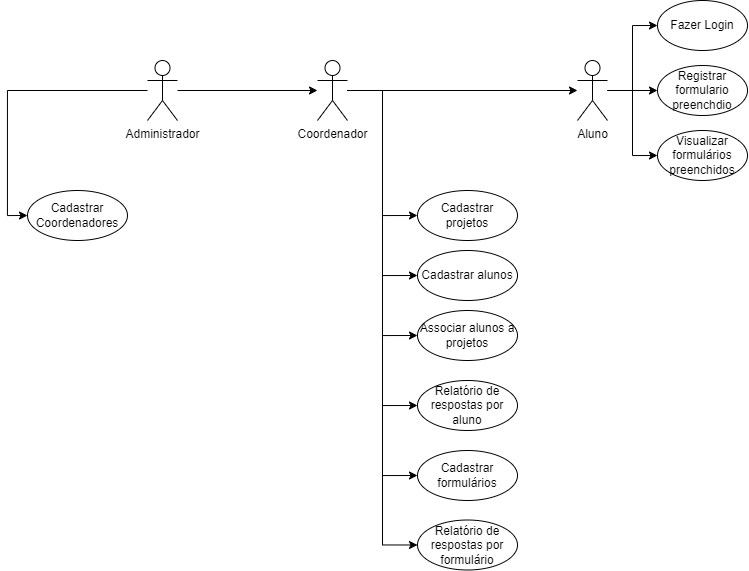 Fazer Login
Registrar
formulario
preenchdio
Administrador
Coordenador
Aluno
Visualizar
formulários
preenchidos
Cadastrar
Coordenadores
Cadastrar
projetos
Cadastrar alunos
Associar alunos a
projetos
Relatório de
respostas por
aluno
Cadastrar
formulários
Relatório de
respostas por
formulário